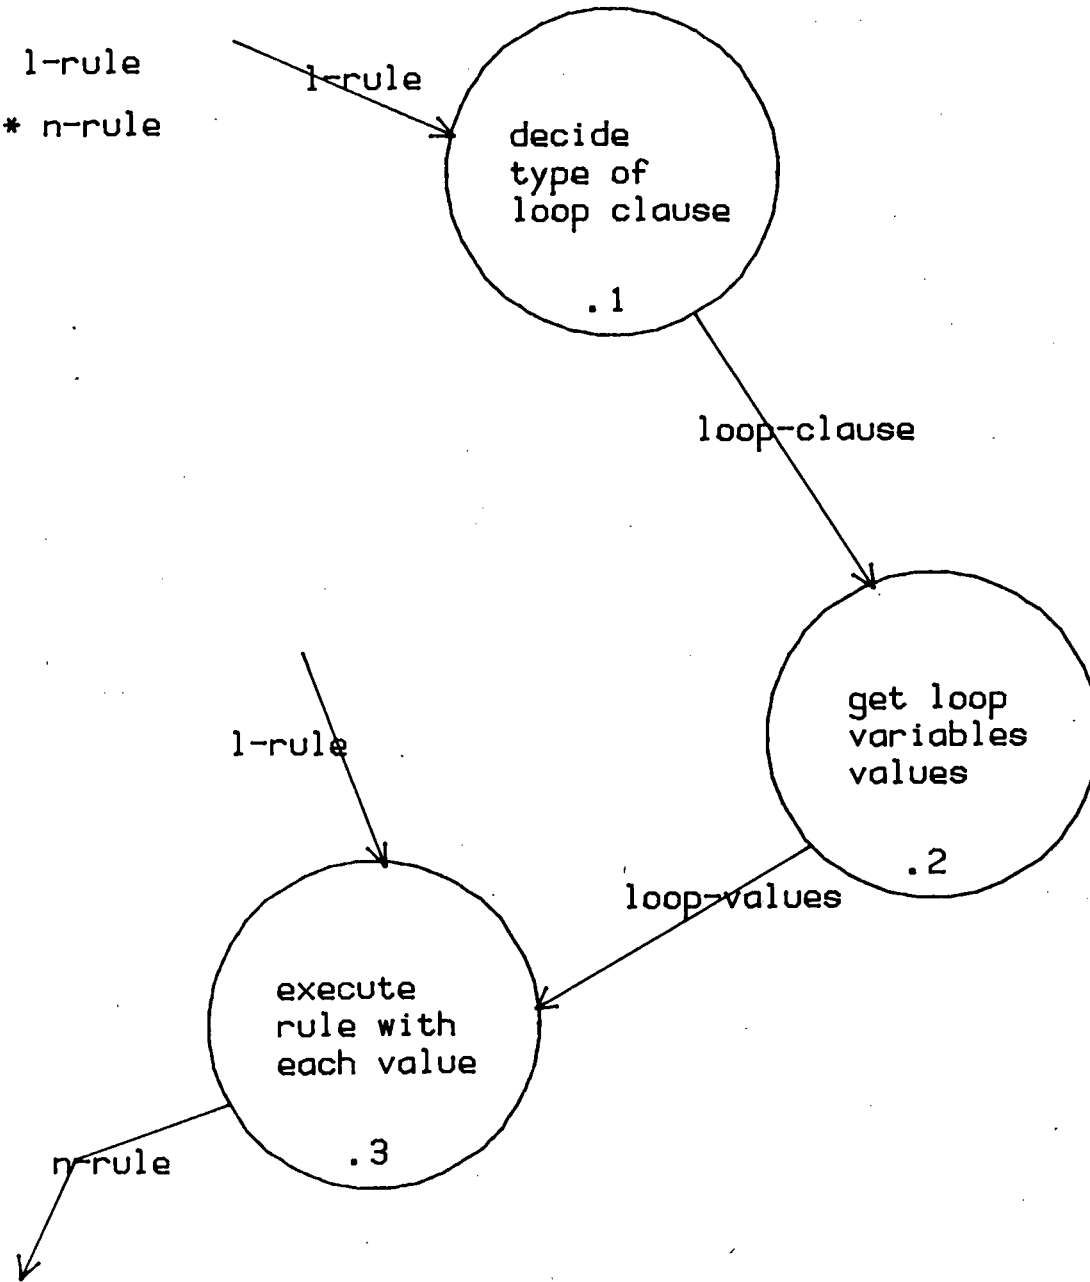 l-rule
* n-rule
l-rule
decide
type of
loop clause
.1
loop-clause
get loop
variables
values
.2
l-rule
loop-values
execute
rule with
each value
.3
n-rule